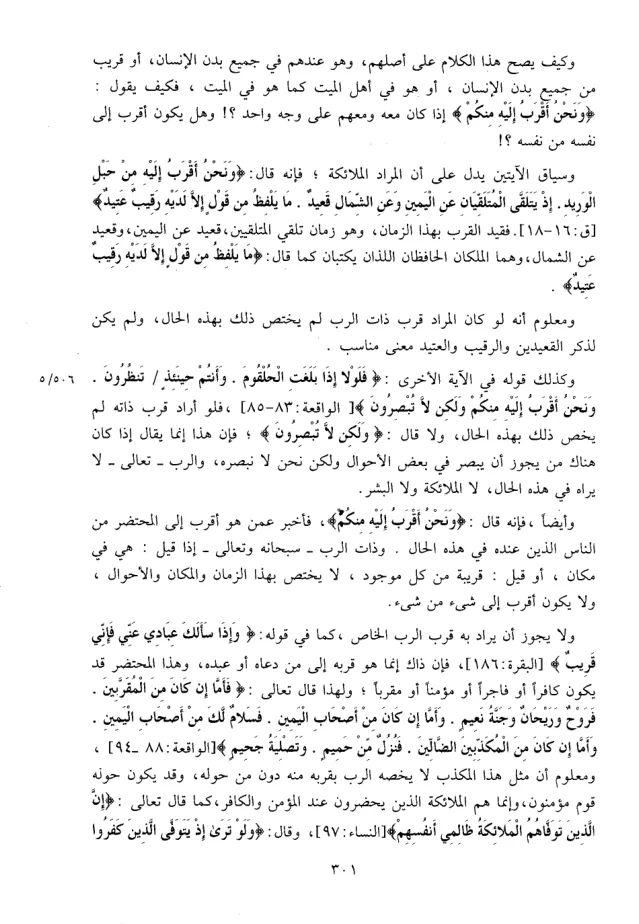 وكيف يصح هذا الكلام على أصلهم، وهو عندهم في جميع بدن الإنسان، أو قريب
من جميع بدن الإنسان ، أو هو في أهل الميت كما هو في الميت ، فكيف يقول :
﴿وَنَحْنُ أَقْرَبُ إِلَيْهِ مِنكُمْ﴾ إذا كان معه ومعهم على وجه واحد ؟! وهل يكون أقرب إلى
نفسه من نفسه ؟!
وسياق الآيتين يدل على أن المراد الملائكة ؛ فإنه قال: ﴿وَنَحْنُ أَقْرَبُ إِلَيْهِ مِنْ حَبْلِ
الْوَرِيدِ . إِذْ يَتَلَقَّى الْمُتَلَقِّيَانِ عَنِ الْيَمِينِ وَعَنِ الشِّمَالِ قَعِيدٌ . مَا يَلْفِظُ مِن قَوْلٍ إِلاَّ لَدَيْهِ رَقِيبٌ عَتِيدٌ﴾
[ق:١٦-١٨].فقيد القرب بهذا الزمان، وهو زمان تلقي المتلقيين،قعيد عن اليمين،وقعيد
عن الشمال،وهما الملكان الحافظان اللذان يكتبان كما قال: ﴿مَا يَلْفِظُ مِن قَوْلٍ إِلاَّ لَدَيْهِ رَقِيبٌ
عَتِيدٌ﴾ .
ومعلوم أنه لو كان المراد قرب ذات الرب لم يختص ذلك بهذه الحال، ولم يكن
لذكر القعيدين والرقيب والعتيد معنى مناسب .
وكذلك قوله في الآية الأخرى : ﴿ فَلَوْلا إِذَا بَلَغَتِ الْحُلْقُومَ . وَأَنتُمْ حِينَئِذٍ / تَنظُرُونَ . ٥/٥٠٦
وَنَحْنُ أَقْرَبُ إِلَيْهِ مِنكُمْ وَلَكِن لاَّ تُبْصِرُونَ ﴾[ الواقعة:٨٣-٨٥] ،فلو أراد قرب ذاته لم
يخص ذلك بهذه الحال، ولا قال : ﴿ وَلَكِن لاَّ تُبْصِرُونَ ﴾ ؛ فإن هذا إنما يقال إذا كان
هناك من يجوز أن يبصر في بعض الأحوال ولكن نحن لا نبصره، والرب ـ تعالى ـ لا
يراه في هذه الحال، لا الملائكة ولا البشر.
وأيضاً ، فإنه قال : ﴿وَنَحْنُ أَقْرَبُ إِلَيْهِ مِنكُمْ﴾، فأخبر عمن هو أقرب إلى المحتضر من
الناس الذين عنده في هذه الحال . وذات الرب ـ سبحانه وتعالى ـ إذا قيل : هي في
مكان ، أو قيل : قريبة من كل موجود ، لا يختص بهذا الزمان والمكان والأحوال ،
ولا يكون أقرب إلى شيء من شيء.
ولا يجوز أن يراد به قرب الرب الخاص ،كما في قوله: ﴿ وَإِذَا سَأَلَكَ عِبَادِي عَنِّي فَإِنِّي
قَرِيبٌ ﴾ [البقرة:١٨٦]، فإن ذاك إنما هو قربه إلى من دعاه أو عبده، وهذا المحتضر قد
يكون كافراً أو فاجراً أو مؤمناً أو مقرباً ؛ ولهذا قال تعالى : ﴿ فَأَمَّا إِن كَانَ مِنَ الْمُقَرَّبِينَ .
فَرَوْحٌ وَرَيْحَانٌ وَجَنَّةُ نَعِيمٍ . وَأَمَّا إِن كَانَ مِنْ أَصْحَابِ الْيَمِينِ . فَسَلامٌ لَّكَ مِنْ أَصْحَابِ الْيَمِينِ .
وَأَمَّا إِن كَانَ مِنَ الْمُكَذِّبِينَ الضَّالِّينَ . فَنُزُلٌ مِّنْ حَمِيمٍ . وَتَصْلِيَةُ جَحِيمٍ ﴾[الواقعة: ٨٨ ـ٩٤] ،
ومعلوم أن مثل هذا المكذب لا يخصه الرب بقربه منه دون من حوله، وقد يكون حوله
قوم مؤمنون،وإنما هم الملائكة الذين يحضرون عند المؤمن والكافر،كما قال تعالى : ﴿إِنَّ
الَّذِينَ تَوَفَّاهُمُ الْمَلائِكَةُ ظَالِمِي أَنفُسِهِمْ﴾[النساء: ٩٧]، وقال: ﴿وَلَوْ تَرَىٰ إِذْ يَتَوَفَّى الَّذِينَ كَفَرُوا
٣٠١